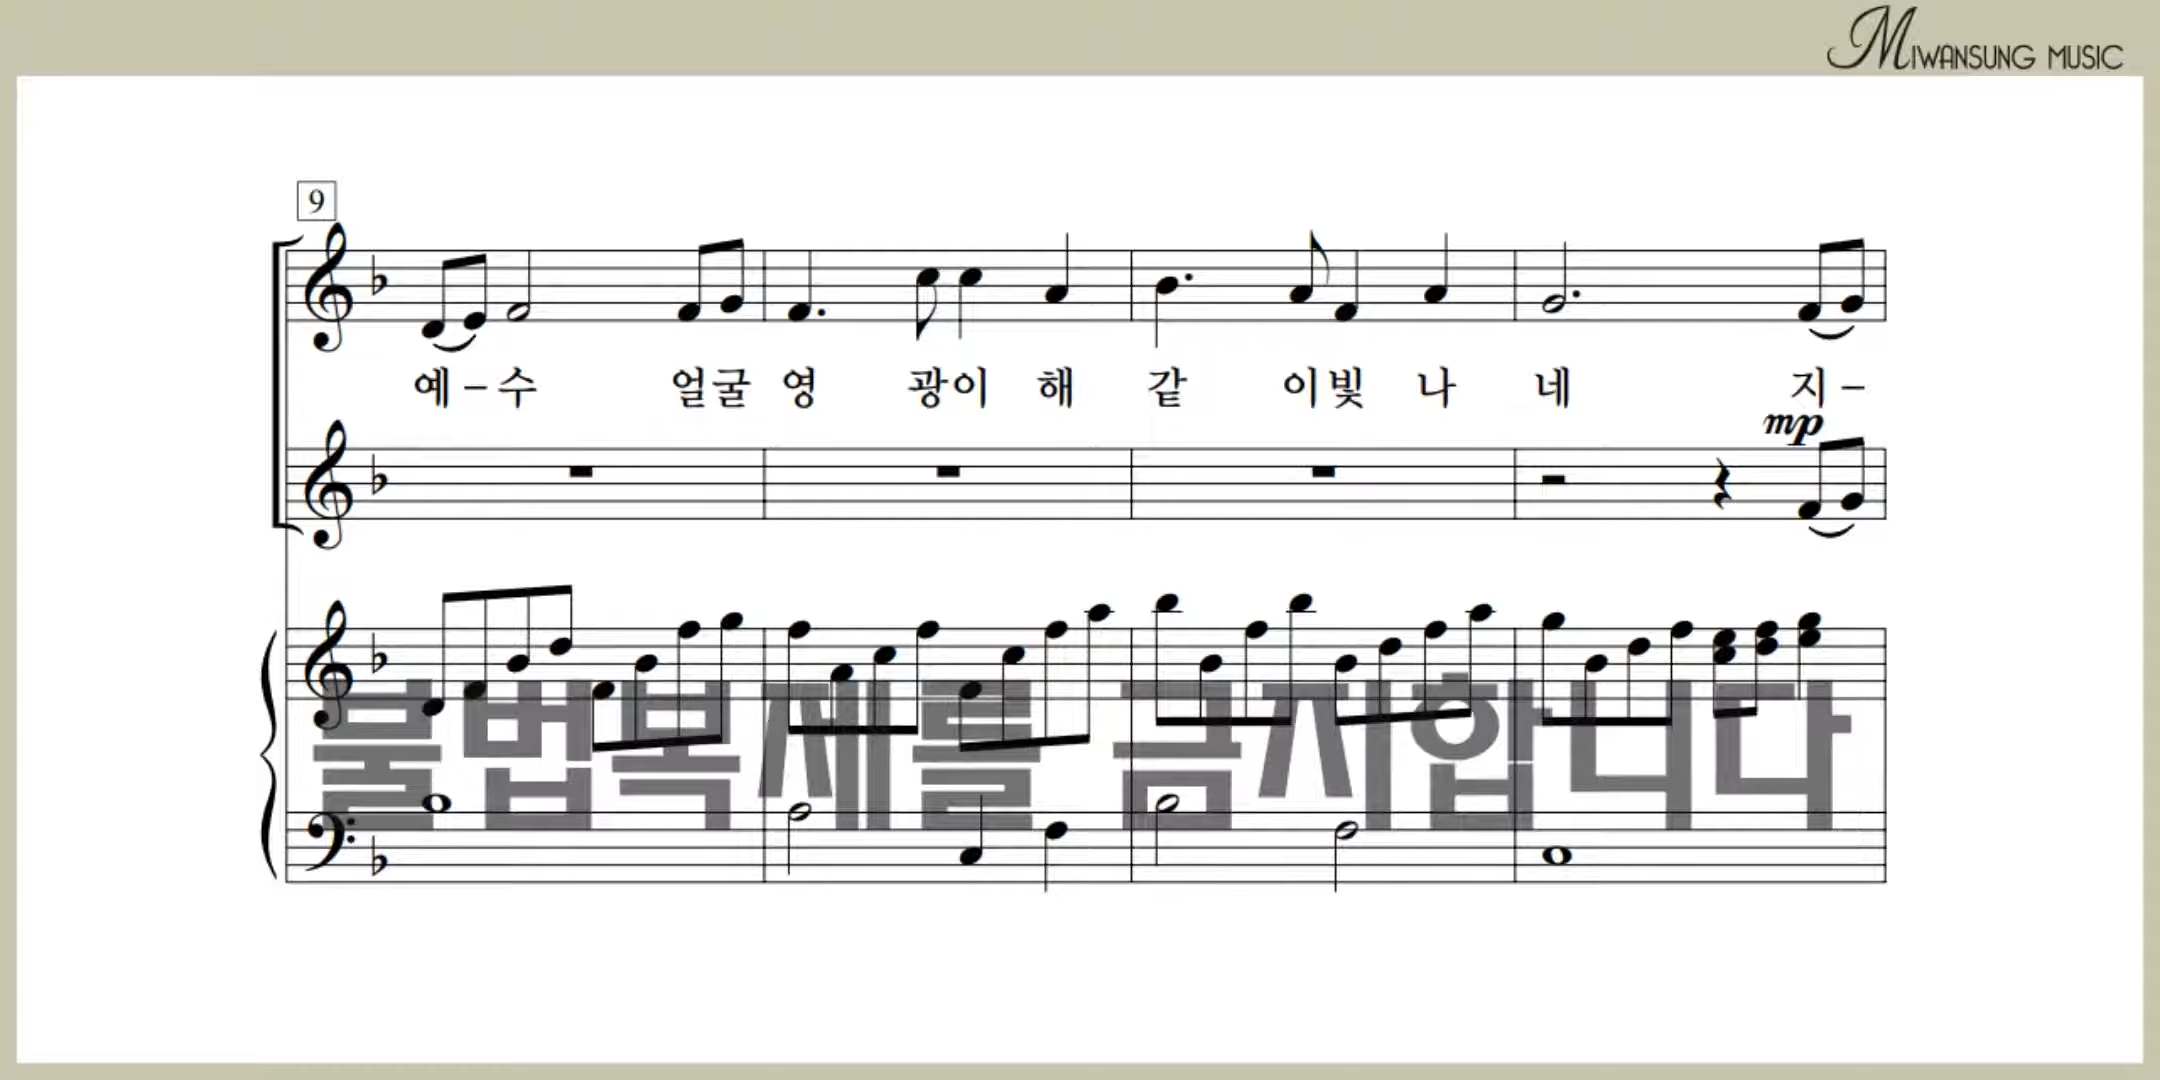 MIWANSUNG MUSIC
9
예-수 얼굴 영 광이 해 같 이빛 나 네 지-
mp
불법복제를 금지합니다